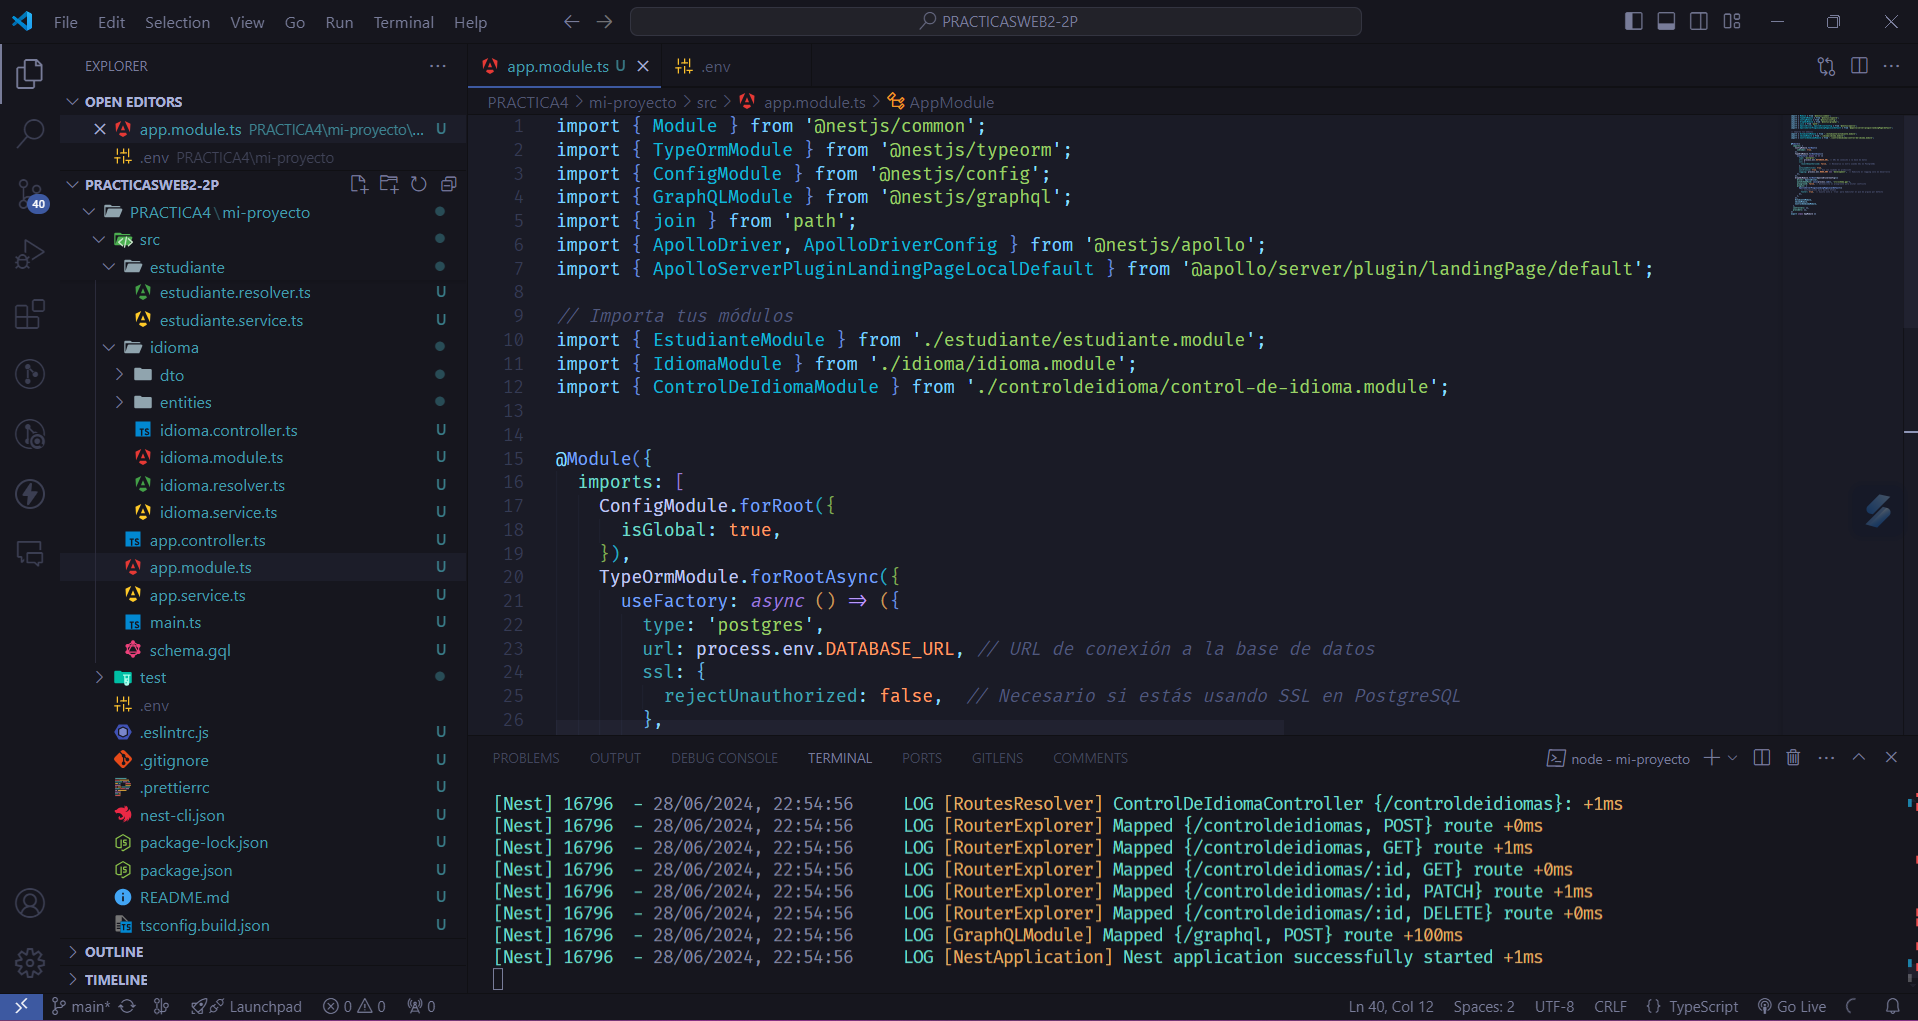 File Edit Selection View Go Run Terminal Help
PRACTICASWEB2-2P
EXPLORER
OPEN EDITORS
app.module.ts PRACTICA4\mi-proyecto\... U
.env PRACTICA4\mi-proyecto
PRACTICASWEB2-2P
40
PRACTICA4\mi-proyecto
src
estudiante
estudiante.resolver.ts U
estudiante.service.ts U
idioma
dto
entities
idioma.controller.ts U
idioma.module.ts U
idioma.resolver.ts U
idioma.service.ts U
app.controller.ts U
app.module.ts U
app.service.ts U
main.ts U
schema.gql U
test
.env
.eslintrc.js U
.gitignore U
.prettierrc U
nest-cli.json U
package-lock.json U
package.json U
README.md U
tsconfig.build.json U
OUTLINE
TIMELINE
app.module.ts U
.env
PRACTICA4 > mi-proyecto > src > app.module.ts > AppModule
1 import { Module } from '@nestjs/common';
2 import { TypeOrmModule } from '@nestjs/typeorm';
3 import { ConfigModule } from '@nestjs/config';
4 import { GraphQLModule } from '@nestjs/graphql';
5 import { join } from 'path';
6 import { ApolloDriver, ApolloDriverConfig } from '@nestjs/apollo';
7 import { ApolloServerPluginLandingPageLocalDefault } from '@apollo/server/plugin/landingPage/default';
8
9 // Importa tus módulos
10 import { EstudianteModule } from './estudiante/estudiante.module';
11 import { IdiomaModule } from './idioma/idioma.module';
12 import { ControlDeIdiomaModule } from './controldeidioma/control-de-idioma.module';
13
14
15 @Module({
16 imports: [
17 ConfigModule.forRoot({
18 isGlobal: true,
19 }),
20 TypeOrmModule.forRootAsync({
21 useFactory: async () => ({
22 type: 'postgres',
23 url: process.env.DATABASE_URL, // URL de conexión a la base de datos
24 ssl: {
25 rejectUnauthorized: false, // Necesario si estás usando SSL en PostgreSQL
26 },
PROBLEMS OUTPUT DEBUG CONSOLE TERMINAL PORTS GITLENS COMMENTS
node - mi-proyecto
[Nest] 16796 - 28/06/2024, 22:54:56 LOG [RoutesResolver] ControlDeIdiomaController {/controldeidiomas}: +1ms
[Nest] 16796 - 28/06/2024, 22:54:56 LOG [RouterExplorer] Mapped {/controldeidiomas, POST} route +0ms
[Nest] 16796 - 28/06/2024, 22:54:56 LOG [RouterExplorer] Mapped {/controldeidiomas, GET} route +1ms
[Nest] 16796 - 28/06/2024, 22:54:56 LOG [RouterExplorer] Mapped {/controldeidiomas/:id, GET} route +0ms
[Nest] 16796 - 28/06/2024, 22:54:56 LOG [RouterExplorer] Mapped {/controldeidiomas/:id, PATCH} route +1ms
[Nest] 16796 - 28/06/2024, 22:54:56 LOG [RouterExplorer] Mapped {/controldeidiomas/:id, DELETE} route +0ms
[Nest] 16796 - 28/06/2024, 22:54:56 LOG [GraphQLModule] Mapped {/graphql, POST} route +100ms
[Nest] 16796 - 28/06/2024, 22:54:56 LOG [NestApplication] Nest application successfully started +1ms
main* Launchpad 0 0 0
Ln 40, Col 12 Spaces: 2 UTF-8 CRLF {} TypeScript Go Live